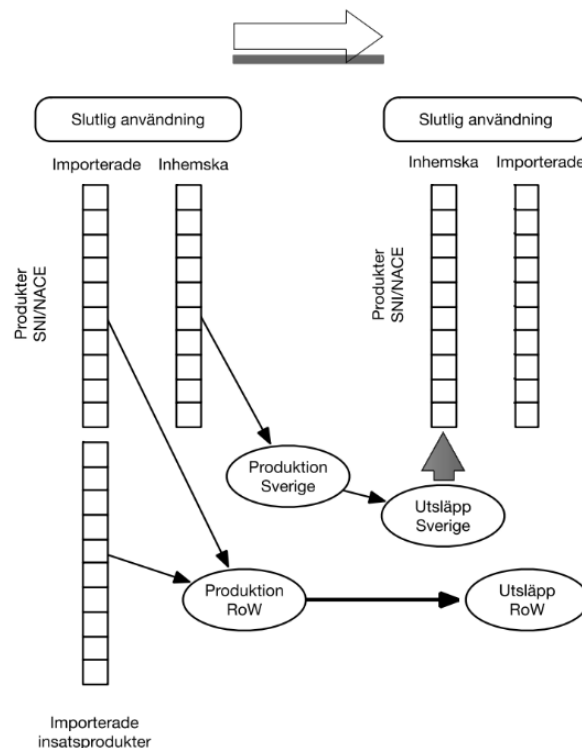 Slutlig användning
Slutlig användning
Importerade
Inhemska
Inhemska
Importerade
Produkter
SNI/NACE
Produkter
SNI/NACE
Produktion
Sverige
Utsläpp
Sverige
Produktion
RoW
Utsläpp
RoW
Importerade
insatsprodukter